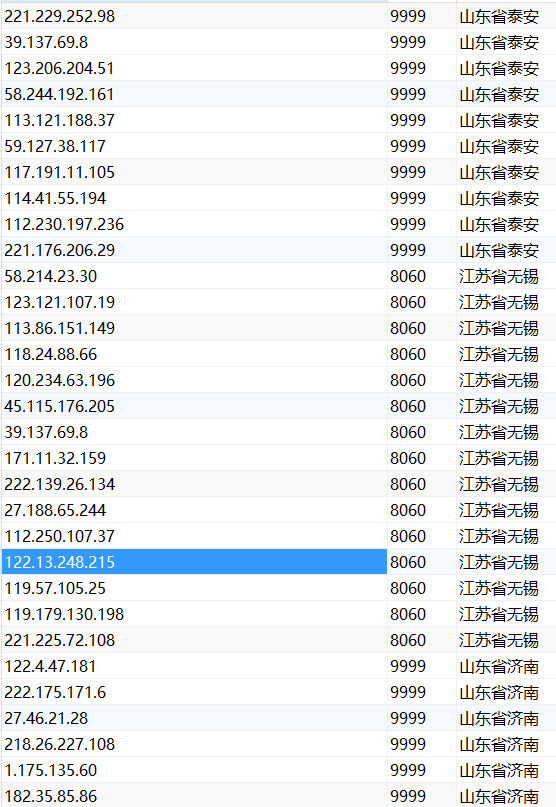 221.229.252.98 9999 山东省泰安
39.137.69.8 9999 山东省泰安
123.206.204.51 9999 山东省泰安
58.244.192.161 9999 山东省泰安
113.121.188.37 9999 山东省泰安
59.127.38.117 9999 山东省泰安
117.191.11.105 9999 山东省泰安
114.41.55.194 9999 山东省泰安
112.230.197.236 9999 山东省泰安
221.176.206.29 9999 山东省泰安
58.214.23.30 8060 江苏省无锡
123.121.107.19 8060 江苏省无锡
113.86.151.149 8060 江苏省无锡
118.24.88.66 8060 江苏省无锡
120.234.63.196 8060 江苏省无锡
45.115.176.205 8060 江苏省无锡
39.137.69.8 8060 江苏省无锡
171.11.32.159 8060 江苏省无锡
222.139.26.134 8060 江苏省无锡
27.188.65.244 8060 江苏省无锡
112.250.107.37 8060 江苏省无锡
122.13.248.215 8060 江苏省无锡
119.57.105.25 8060 江苏省无锡
119.179.130.198 8060 江苏省无锡
221.225.72.108 8060 江苏省无锡
122.4.47.181 9999 山东省济南
222.175.171.6 9999 山东省济南
27.46.21.28 9999 山东省济南
218.26.227.108 9999 山东省济南
1.175.135.60 9999 山东省济南
182.35.85.86 9999 山东省济南